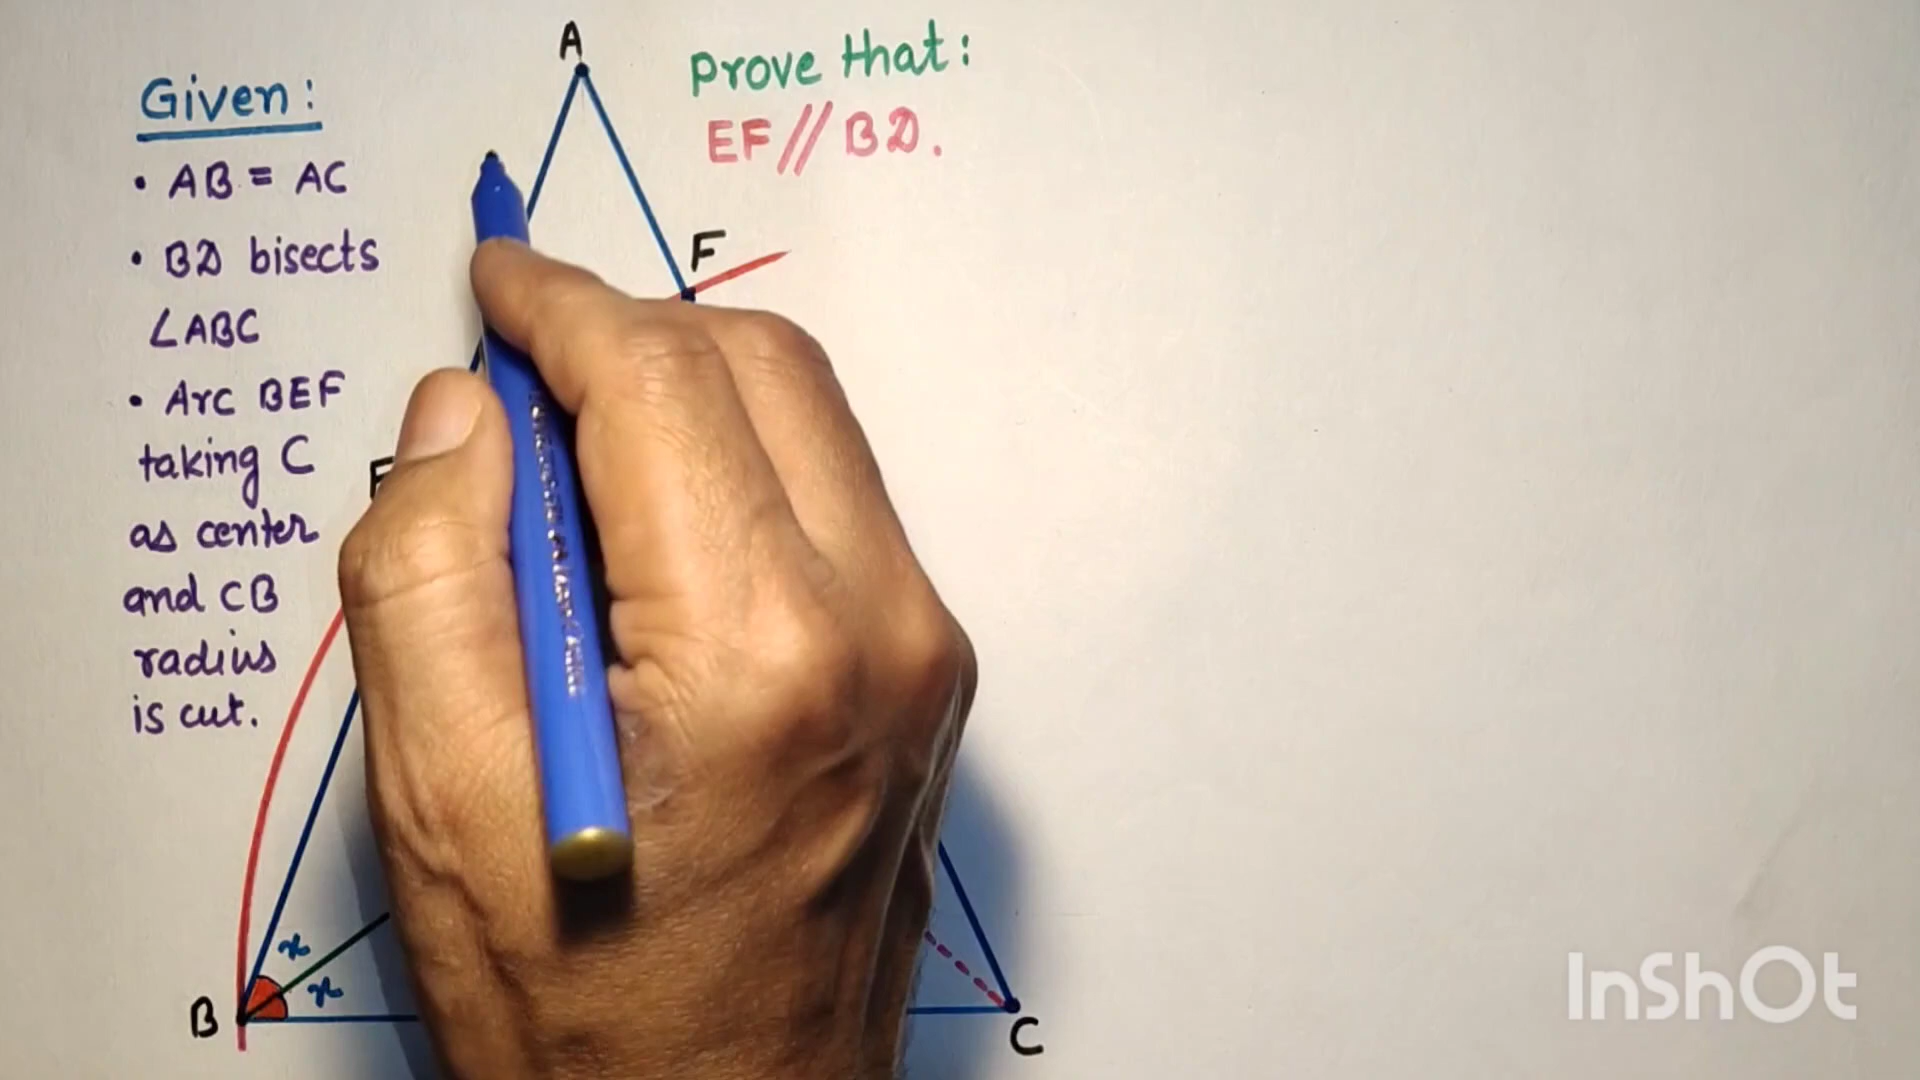 A
Prove that:
EF // BD.
Given:
• AB = AC
• BD bisects
∠ABC
• Arc BEF
taking C
as center
and CB
radius
is cut.
F
E
x
x
B
C
InShOt